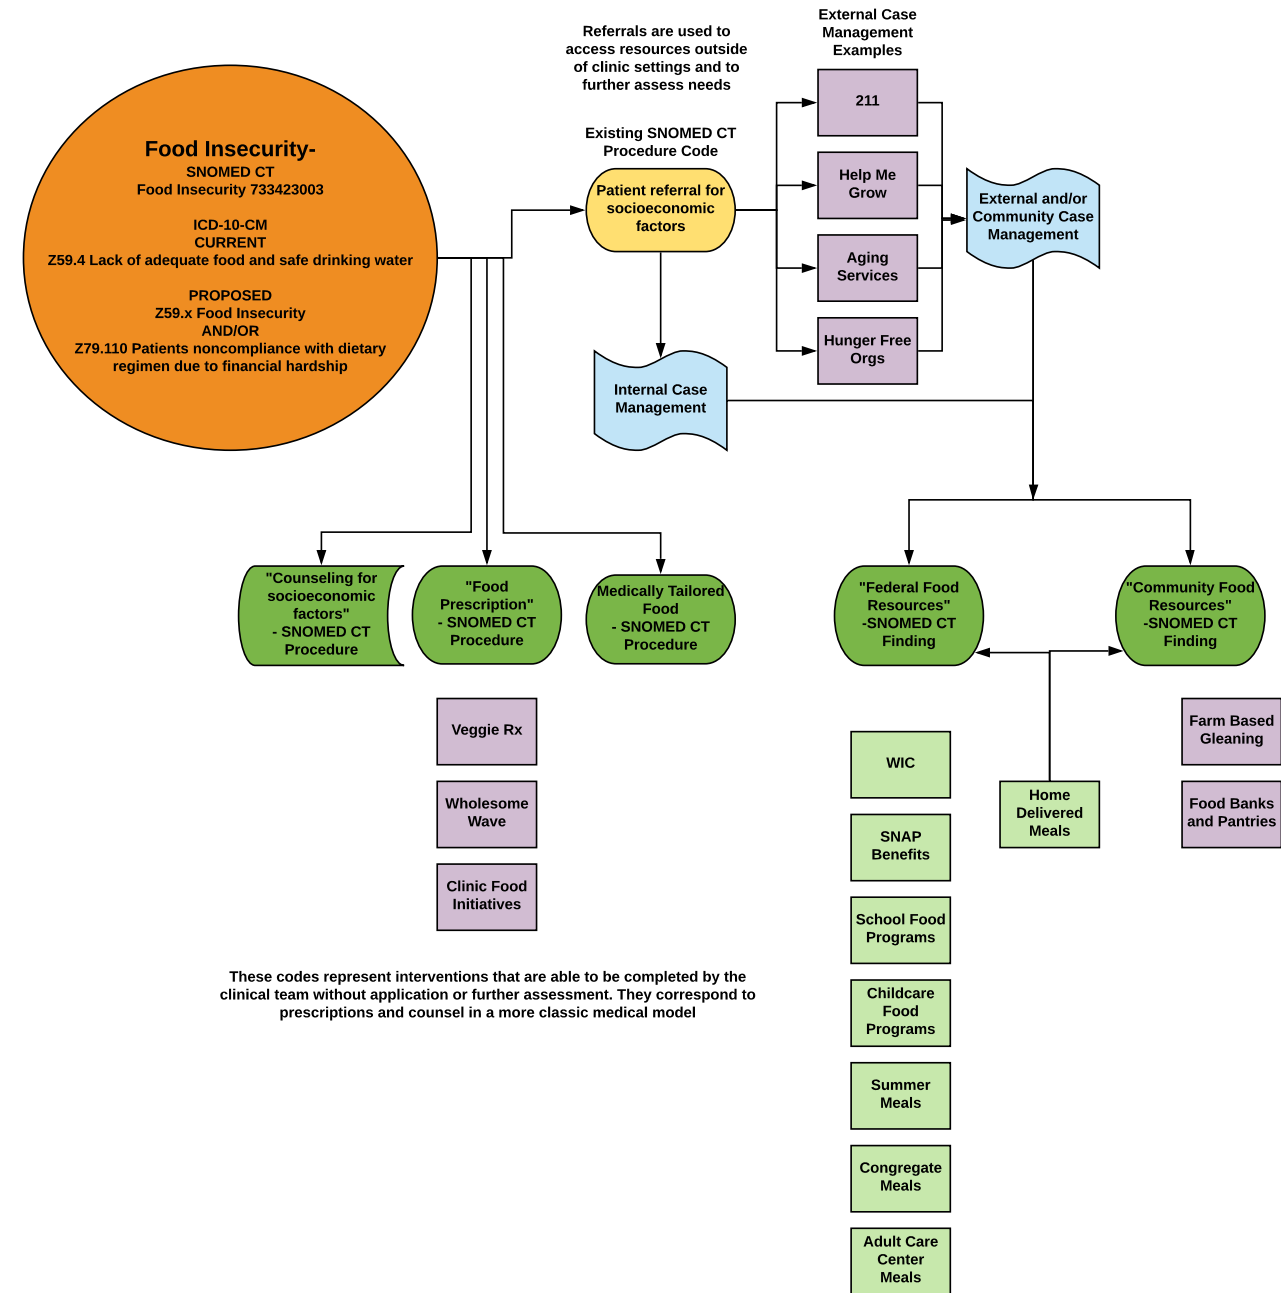 External Case
Management
Examples
Referrals are used to
access resources outside
of clinic settings and to
further assess needs
211
Existing SNOMED CT
Procedure Code
Food Insecurity-
SNOMED CT
Food Insecurity 733423003
ICD-10-CM
CURRENT
Z59.4 Lack of adequate food and safe drinking water
PROPOSED
Z59.x Food Insecurity
AND/OR
Z79.110 Patients noncompliance with dietary
regimen due to financial hardship
Patient referral for
socioeconomic
factors
Help Me
Grow
External and/or
Community Case
Management
Aging
Services
Hunger Free
Orgs
Internal Case
Management
"Counseling for
socioeconomic
factors"
- SNOMED CT
Procedure
"Food
Prescription"
- SNOMED CT
Procedure
Medically Tailored
Food
- SNOMED CT
Procedure
"Federal Food
Resources"
-SNOMED CT
Finding
"Community Food
Resources"
-SNOMED CT
Finding
Veggie Rx
Wholesome
Wave
Clinic Food
Initiatives
WIC
SNAP
Benefits
School Food
Programs
Childcare
Food
Programs
Summer
Meals
Congregate
Meals
Adult Care
Center
Meals
Home
Delivered
Meals
Farm Based
Gleaning
Food Banks
and Pantries
These codes represent interventions that are able to be completed by the
clinical team without application or further assessment. They correspond to
prescriptions and counsel in a more classic medical model